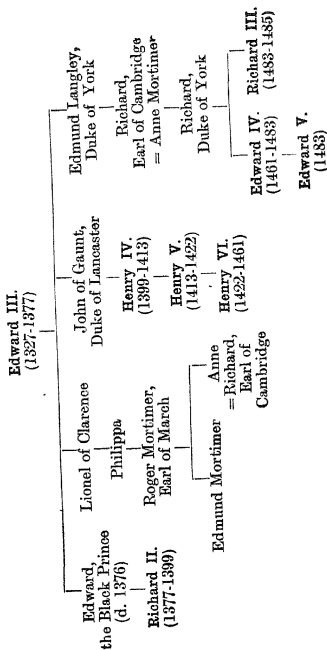 Edward III.
(1327-1377)
Edward,
the Black Prince
(d. 1376)
Richard II.
(1377-1399)
Lionel of Clarence
Philippa
Roger Mortimer,
Earl of March
Edmund Mortimer
Anne
=Richard,
Earl of
Cambridge
John of Gaunt,
Duke of Lancaster
Henry IV.
(1399-1413)
Henry V.
(1413-1422)
Henry VI.
(1422-1461)
Edmund Langley,
Duke of York
Richard,
Earl of Cambridge
= Anne Mortimer
Richard,
Duke of York
Edward IV.
(1461-1483)
Edward V.
(1483)
Richard III.
(1483-1485)